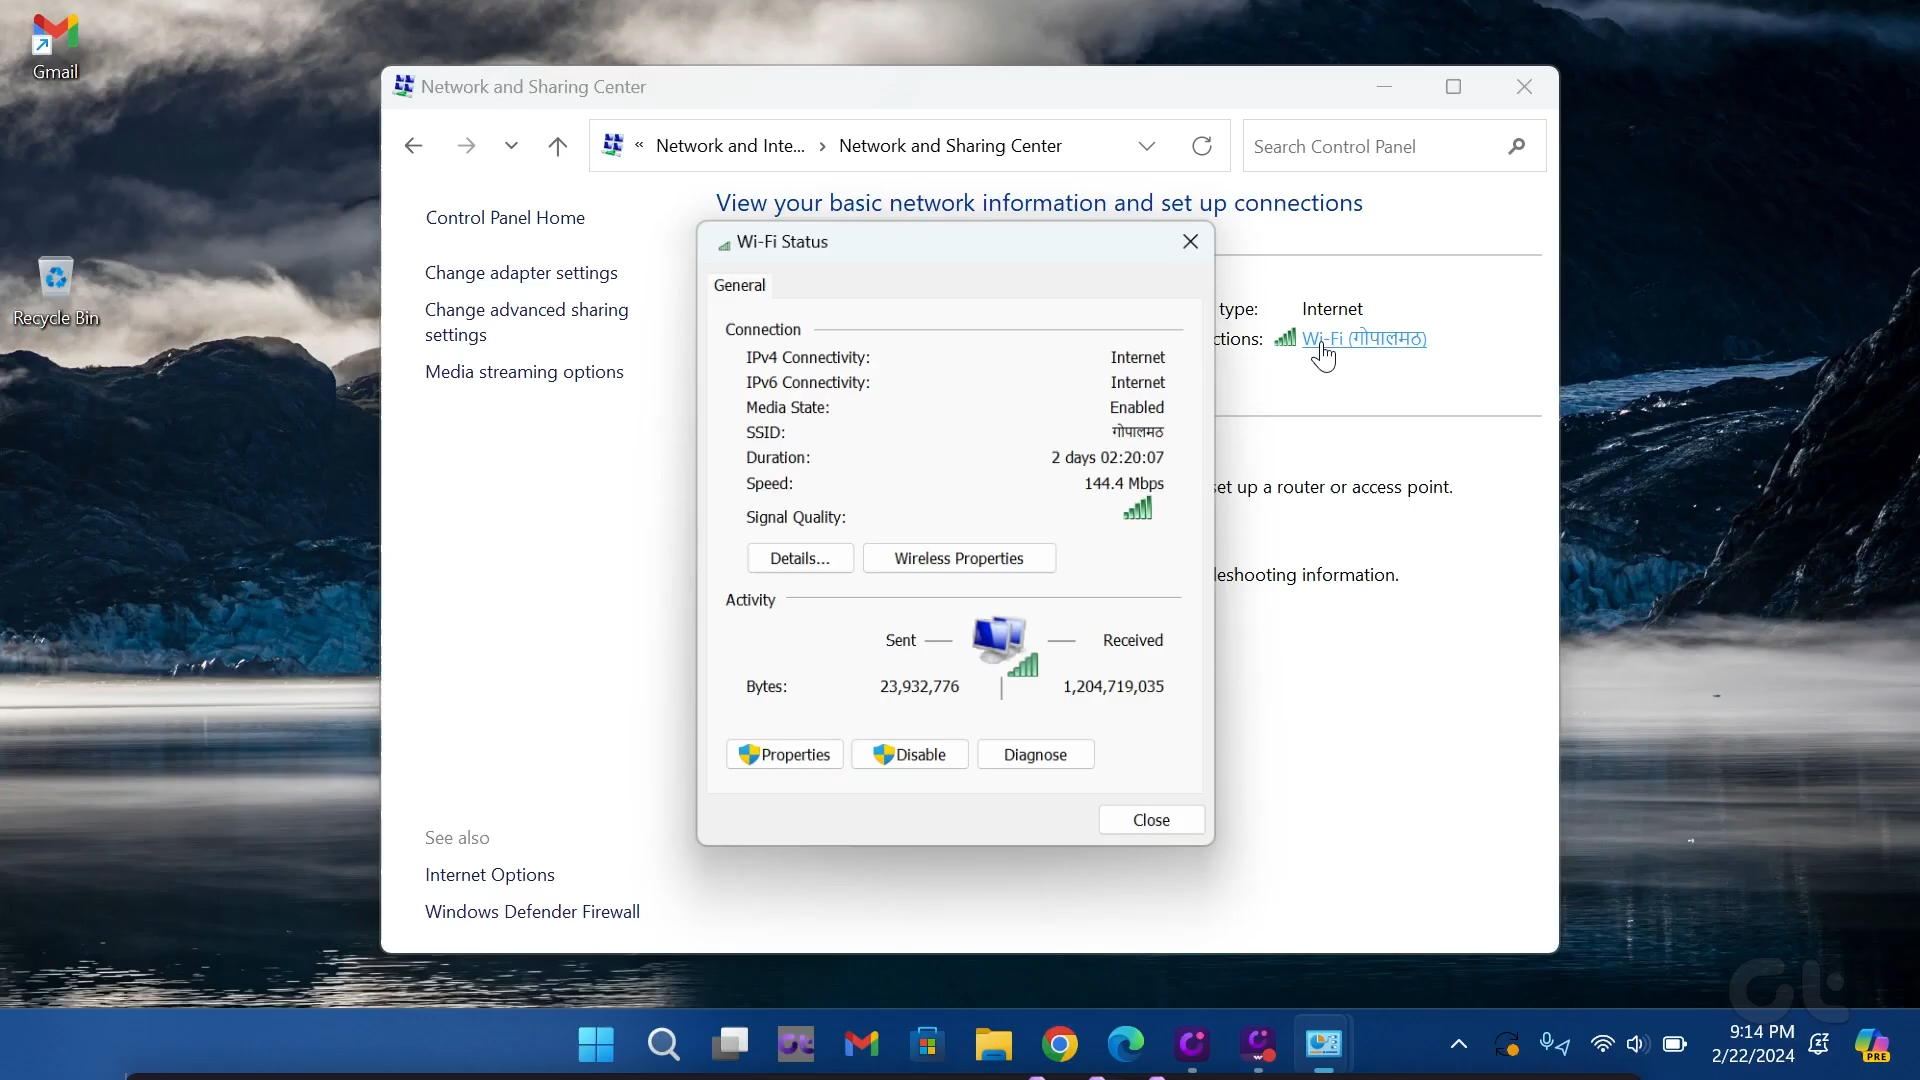 Gmail
Recycle Bin
Network and Sharing Center
« Network and Inte... › Network and Sharing Center
Search Control Panel
Control Panel Home
Change adapter settings
Change advanced sharing
settings
Media streaming options
See also
Internet Options
Windows Defender Firewall
View your basic network information and set up connections
type: Internet
ctions: Wi-Fi (गोपालमठ)
set up a router or access point.
leshooting information.
Wi-Fi Status
General
Connection
IPv4 Connectivity: Internet
IPv6 Connectivity: Internet
Media State: Enabled
SSID: गोपालमठ
Duration: 2 days 02:20:07
Speed: 144.4 Mbps
Signal Quality:
Details... Wireless Properties
Activity
Sent Received
Bytes: 23,932,776 1,204,719,035
Properties Disable Diagnose
Close
GT
9:14 PM
2/22/2024
PRE